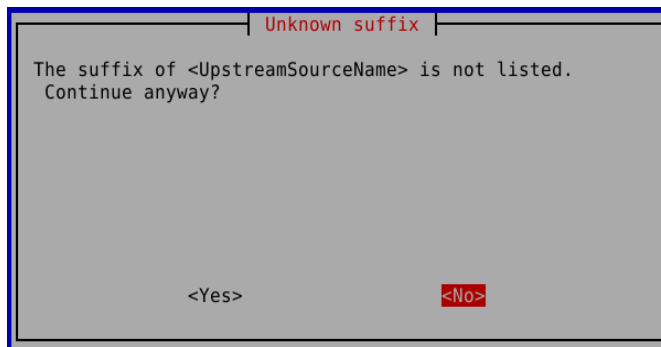 Unknown suffix
The suffix of <UpstreamSourceName> is not listed.
Continue anyway?
<Yes> <No>